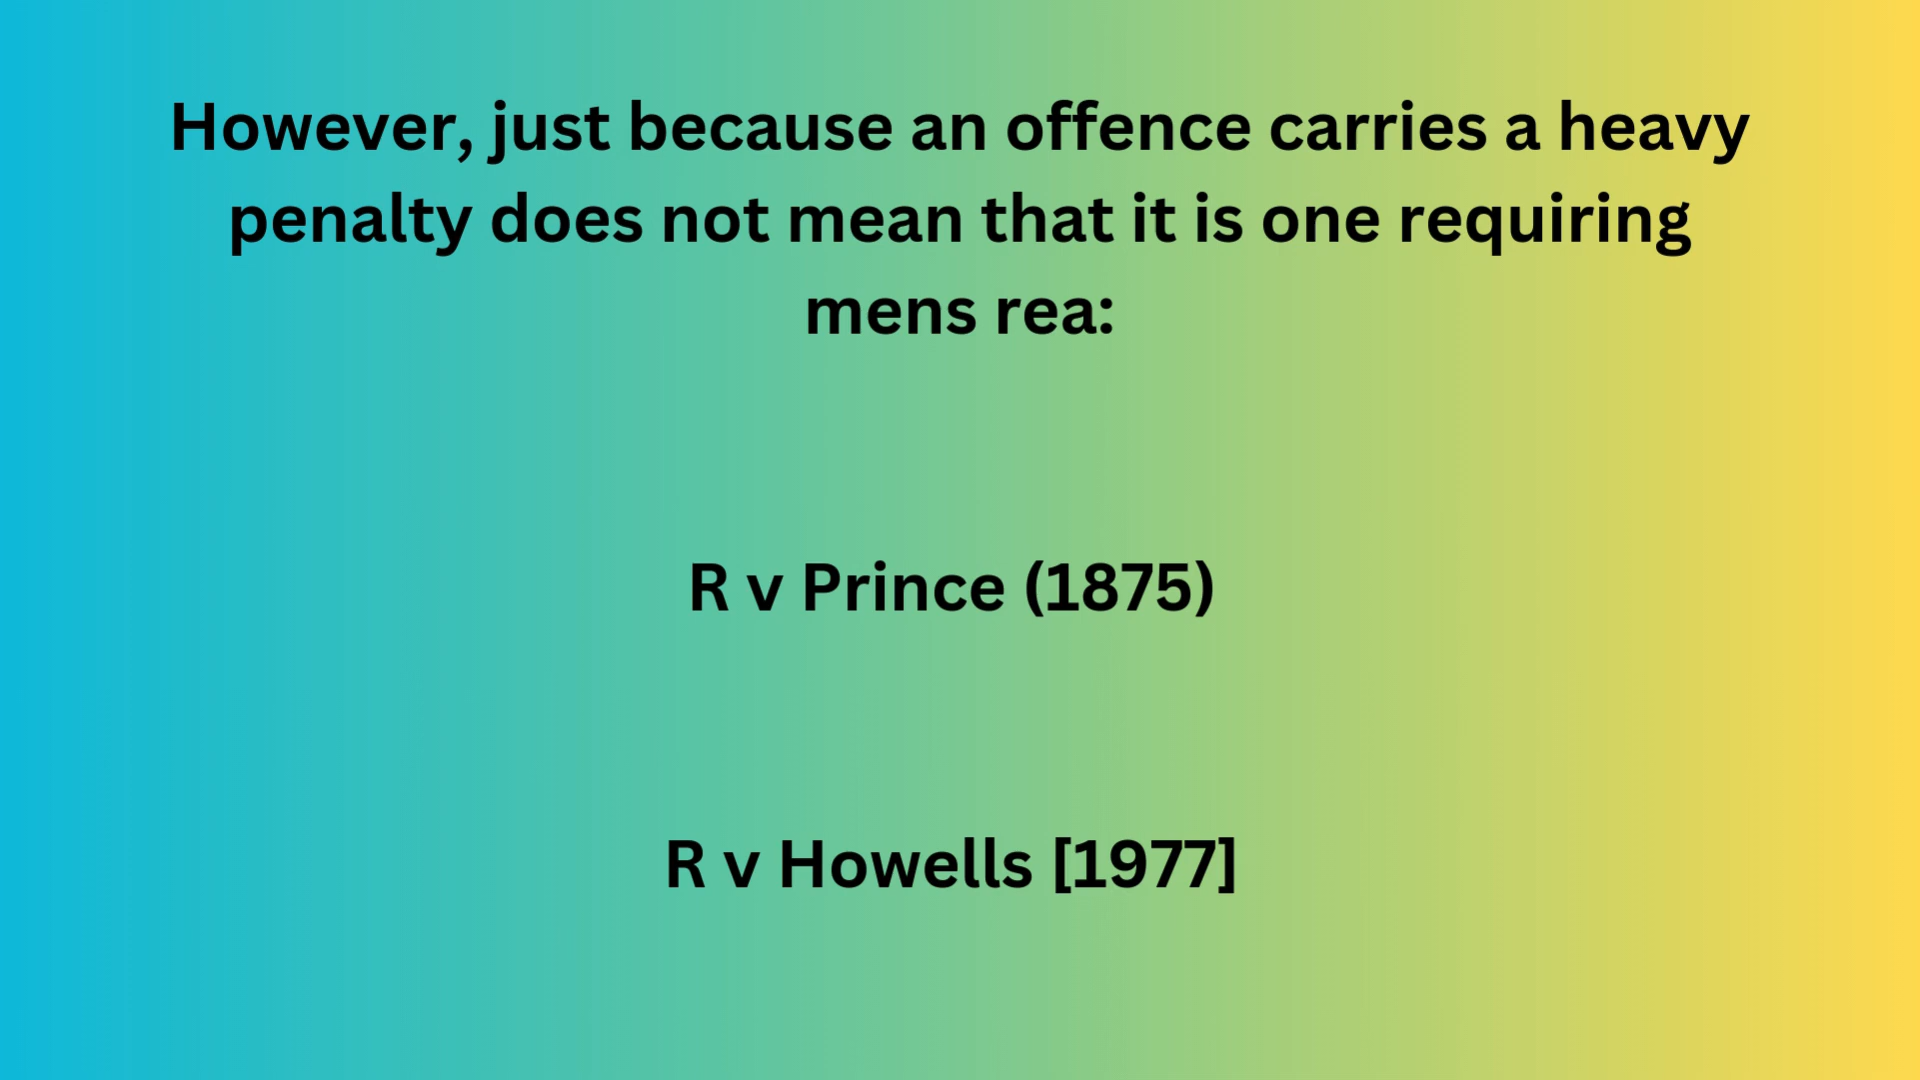 However, just because an offence carries a heavy
penalty does not mean that it is one requiring
mens rea:
R v Prince (1875)
R v Howells [1977]